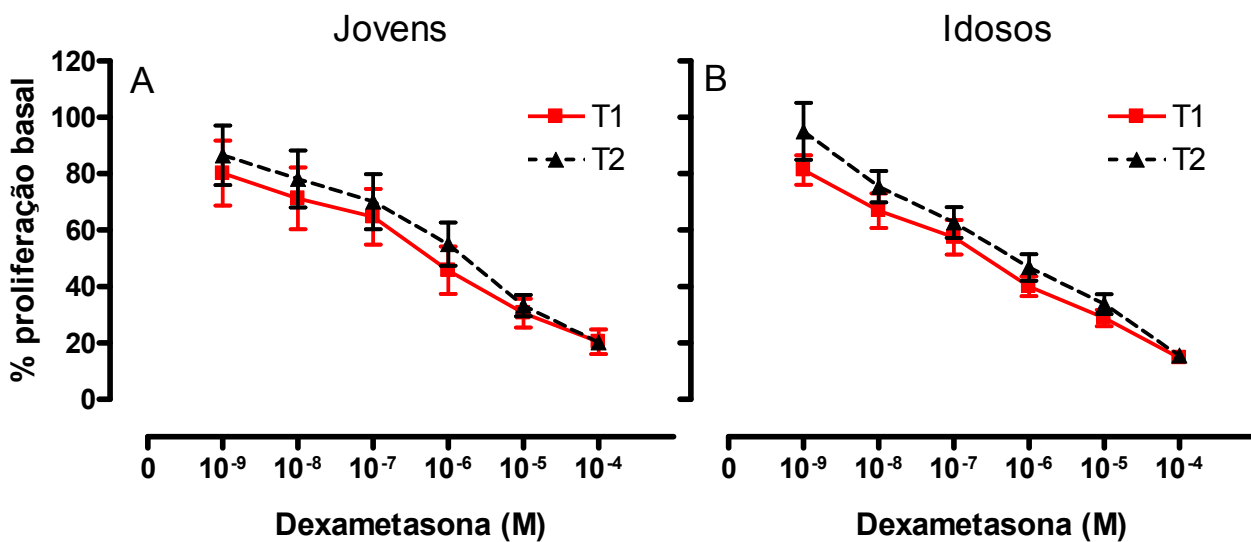 Jovens
A
T1
T2
% proliferação basal
120
100
80
60
40
20
0
0 10⁻⁹ 10⁻⁸ 10⁻⁷ 10⁻⁶ 10⁻⁵ 10⁻⁴
Dexametasona (M)
Idosos
B
T1
T2
0 10⁻⁹ 10⁻⁸ 10⁻⁷ 10⁻⁶ 10⁻⁵ 10⁻⁴
Dexametasona (M)